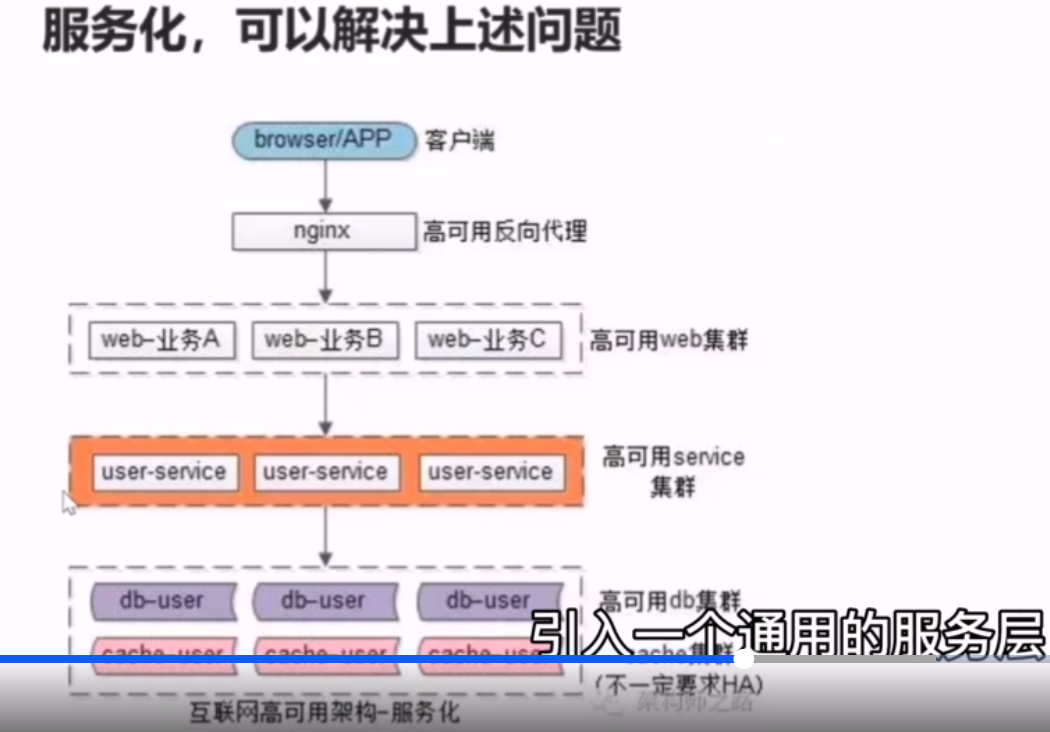 服务化，可以解决上述问题
browser/APP 客户端
nginx 高可用反向代理
web-业务A web-业务B web-业务C 高可用web集群
user-service user-service user-service 高可用service
集群
db-user db-user db-user 高可用db集群
引入一个通用的服务层
cache-user cache-user cache-use cache集群
(不一定要求HA)
架构师之路
互联网高可用架构-服务化